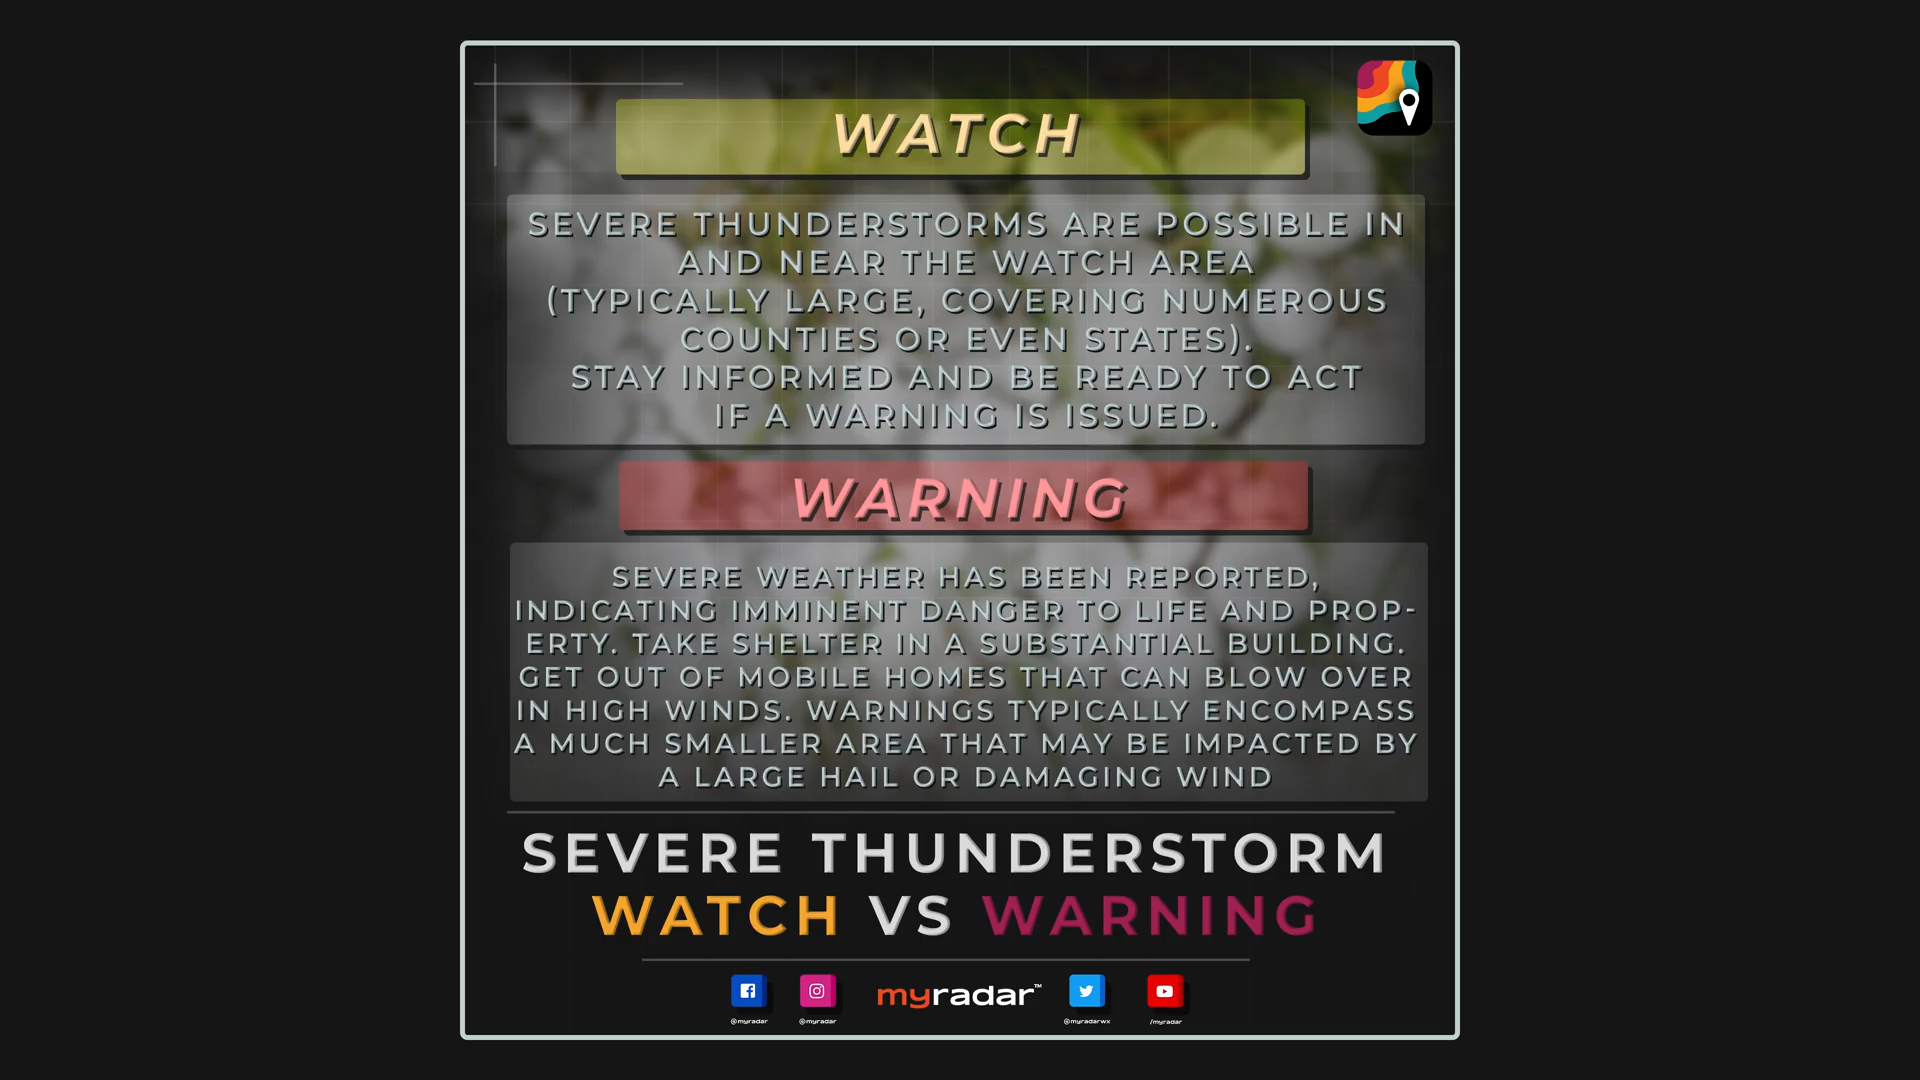 WATCH
SEVERE THUNDERSTORMS ARE POSSIBLE IN
AND NEAR THE WATCH AREA
(TYPICALLY LARGE, COVERING NUMEROUS
COUNTIES OR EVEN STATES).
STAY INFORMED AND BE READY TO ACT
IF A WARNING IS ISSUED.
WARNING
SEVERE WEATHER HAS BEEN REPORTED,
INDICATING IMMINENT DANGER TO LIFE AND PROP-
ERTY. TAKE SHELTER IN A SUBSTANTIAL BUILDING.
GET OUT OF MOBILE HOMES THAT CAN BLOW OVER
IN HIGH WINDS. WARNINGS TYPICALLY ENCOMPASS
A MUCH SMALLER AREA THAT MAY BE IMPACTED BY
A LARGE HAIL OR DAMAGING WIND
SEVERE THUNDERSTORM
WATCH VS WARNING
myradar™
@myradar @myradar @myradarwx /myradar